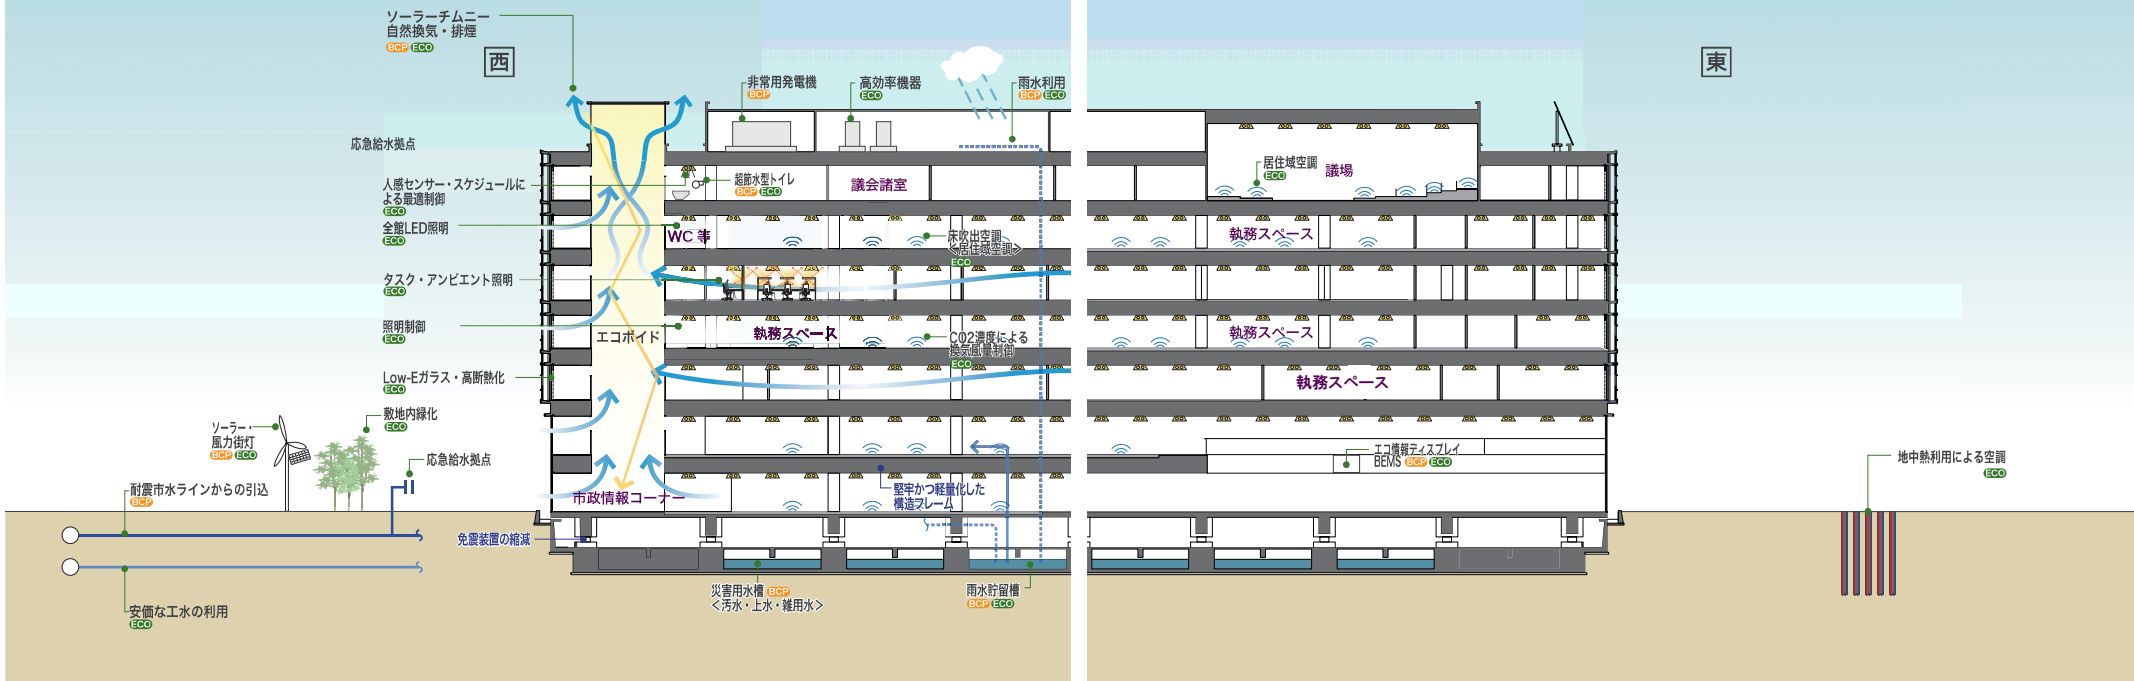 ソーラーチムニー
自然換気・排煙
BCP ECO
西
東
非常用発電機
BCP
高効率機器
ECO
雨水利用
BCP ECO
応急給水拠点
人感センサー・スケジュールに
よる最適制御
ECO
超節水型トイレ
BCP ECO
議会諸室
居住域空調
ECO
議場
全館LED照明
ECO
WC 等
床吹出空調
＜居住域空調＞
ECO
執務スペース
タスク・アンビエント照明
ECO
照明制御
ECO
エコボイド
執務スペース
CO2濃度による
換気風量制御
ECO
執務スペース
Low-Eガラス・高断熱化
ECO
執務スペース
敷地内緑化
ECO
ソーラー・
風力街灯
BCP ECO
応急給水拠点
エコ情報ディスプレイ
BEMS BCP ECO
地中熱利用による空調
ECO
耐震市水ラインからの引込
BCP
市政情報コーナー
堅牢かつ軽量化した
構造フレーム
免震装置の縮減
災害用水槽 BCP
＜汚水・上水・雑用水＞
雨水貯留槽
BCP ECO
安価な工水の利用
ECO